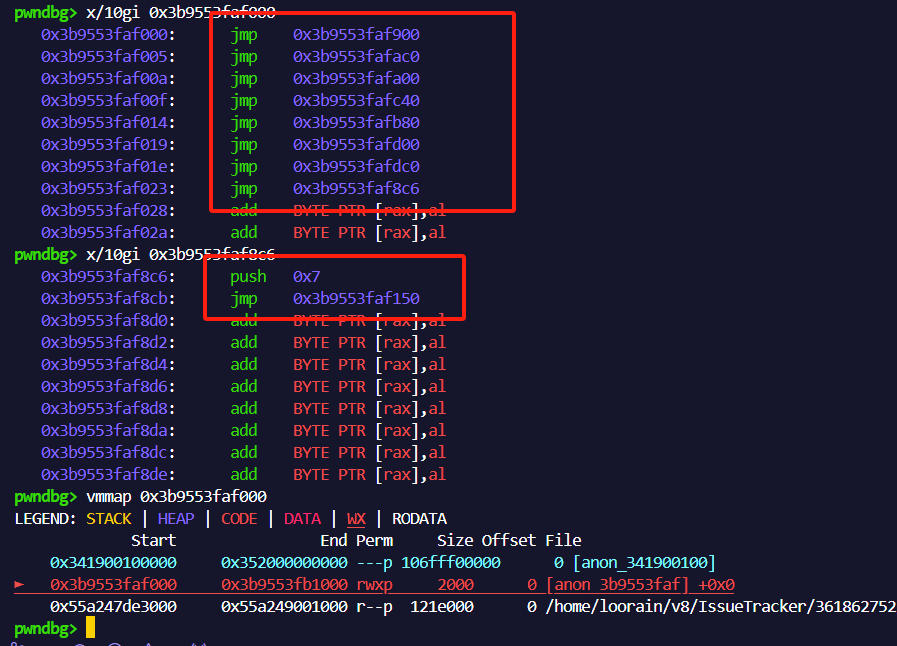 pwndbg> x/10gi 0x3b9553faf000
0x3b9553faf000: jmp 0x3b9553faf900
0x3b9553faf005: jmp 0x3b9553fafac0
0x3b9553faf00a: jmp 0x3b9553fafa00
0x3b9553faf00f: jmp 0x3b9553fafc40
0x3b9553faf014: jmp 0x3b9553fafb80
0x3b9553faf019: jmp 0x3b9553fafd00
0x3b9553faf01e: jmp 0x3b9553fafdc0
0x3b9553faf023: jmp 0x3b9553faf8c6
0x3b9553faf028: add BYTE PTR [rax],al
0x3b9553faf02a: add BYTE PTR [rax],al
pwndbg> x/10gi 0x3b9553faf8c6
0x3b9553faf8c6: push 0x7
0x3b9553faf8cb: jmp 0x3b9553faf150
0x3b9553faf8d0: add BYTE PTR [rax],al
0x3b9553faf8d2: add BYTE PTR [rax],al
0x3b9553faf8d4: add BYTE PTR [rax],al
0x3b9553faf8d6: add BYTE PTR [rax],al
0x3b9553faf8d8: add BYTE PTR [rax],al
0x3b9553faf8da: add BYTE PTR [rax],al
0x3b9553faf8dc: add BYTE PTR [rax],al
0x3b9553faf8de: add BYTE PTR [rax],al
pwndbg> vmmap 0x3b9553faf000
LEGEND: STACK | HEAP | CODE | DATA | WX | RODATA
Start End Perm Size Offset File
0x341900100000 0x352000000000 ---p 106fff00000 0 [anon_341900100]
► 0x3b9553faf000 0x3b9553fb1000 rwxp 2000 0 [anon_3b9553faf] +0x0
0x55a247de3000 0x55a249001000 r--p 121e000 0 /home/loorain/v8/IssueTracker/361862752
pwndbg>